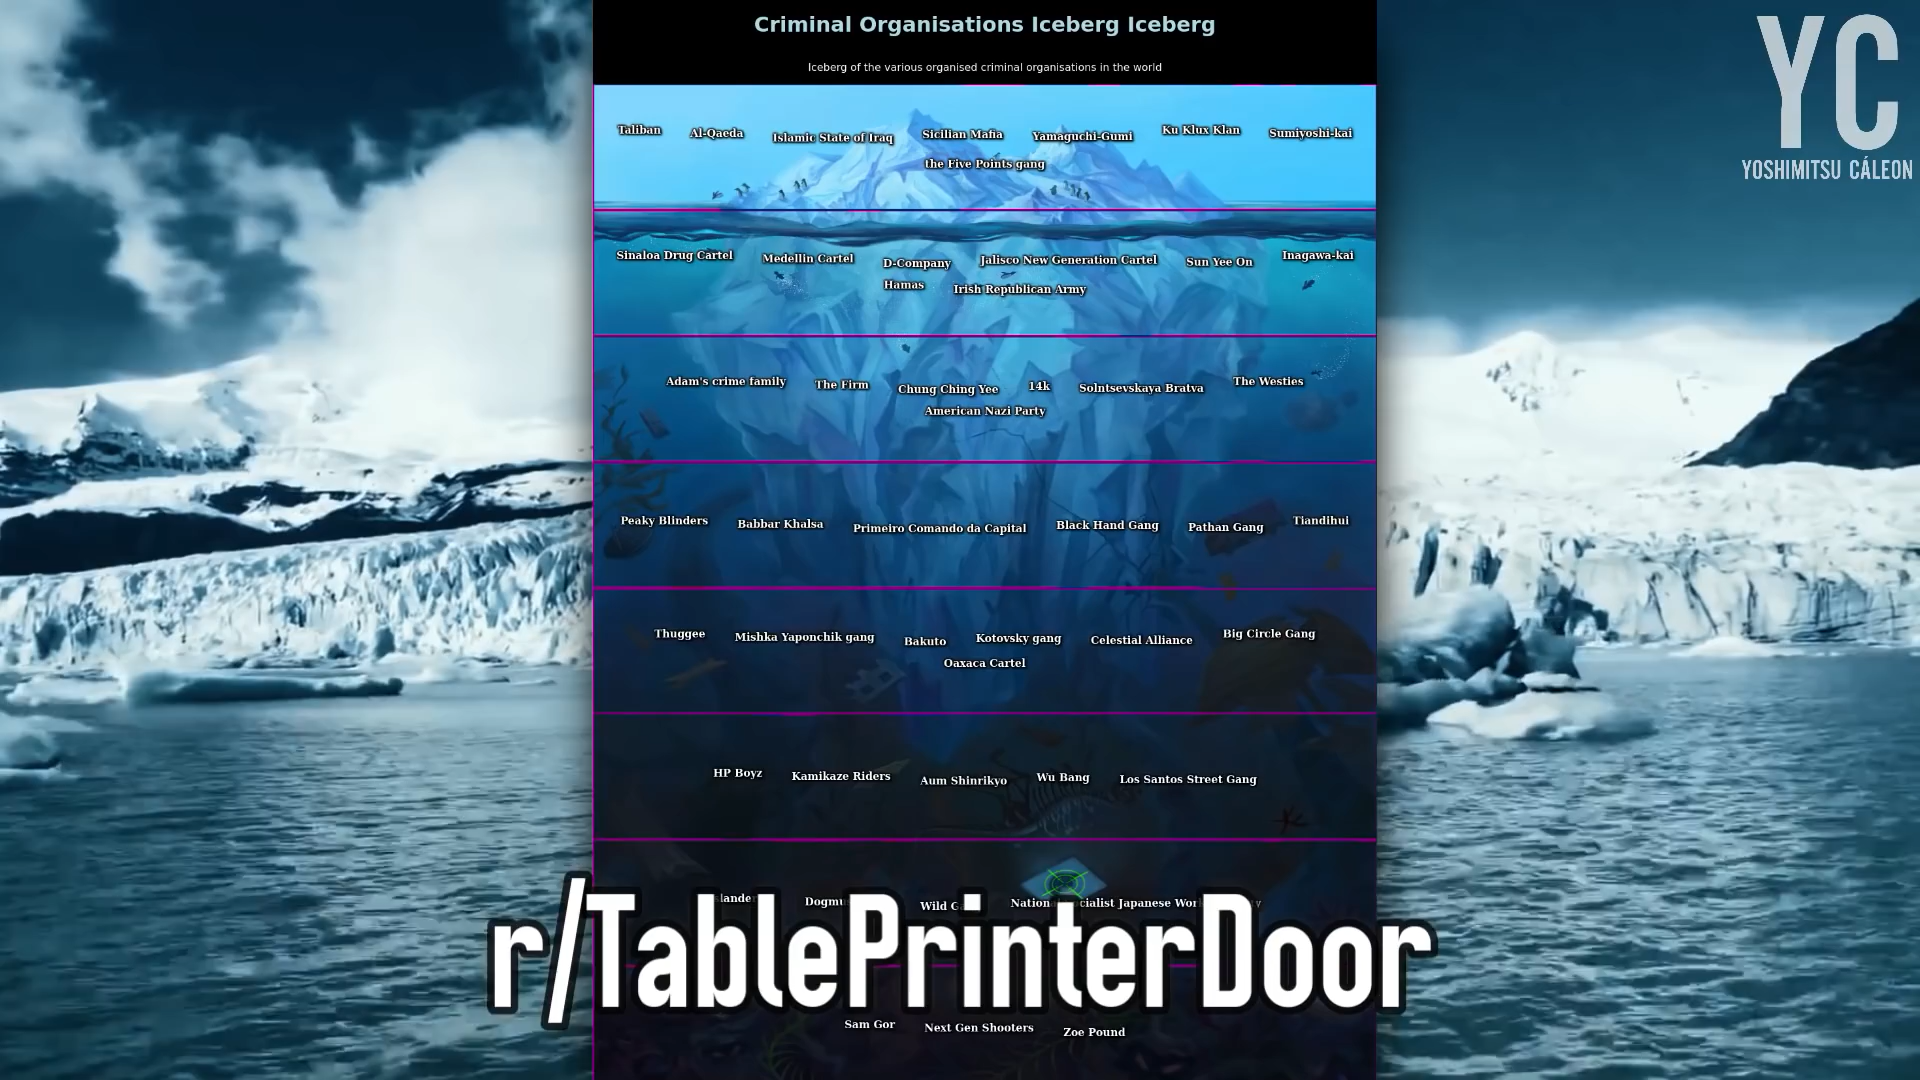 Criminal Organisations Iceberg Iceberg
Iceberg of the various organised criminal organisations in the world
YC
YOSHIMITSU CÁLEON
Taliban Al-Qaeda Islamic State of Iraq Sicilian Mafia Yamaguchi-Gumi Ku Klux Klan Sumiyoshi-kai
the Five Points gang
Sinaloa Drug Cartel Medellin Cartel D-Company Jalisco New Generation Cartel Sun Yee On Inagawa-kai
Hamas Irish Republican Army
Adam's crime family The Firm Chung Ching Yee 14k Solntsevskaya Bratva The Westies
American Nazi Party
Peaky Blinders Babbar Khalsa Primeiro Comando da Capital Black Hand Gang Pathan Gang Tiandihui
Thuggee Mishka Yaponchik gang Bakuto Kotovsky gang Celestial Alliance Big Circle Gang
Oaxaca Cartel
HP Boyz Kamikaze Riders Aum Shinrikyo Wu Bang Los Santos Street Gang
Wild Japanese
r/TablePrinterDoor
Sam Gor Next Gen Shooters Zoe Pound